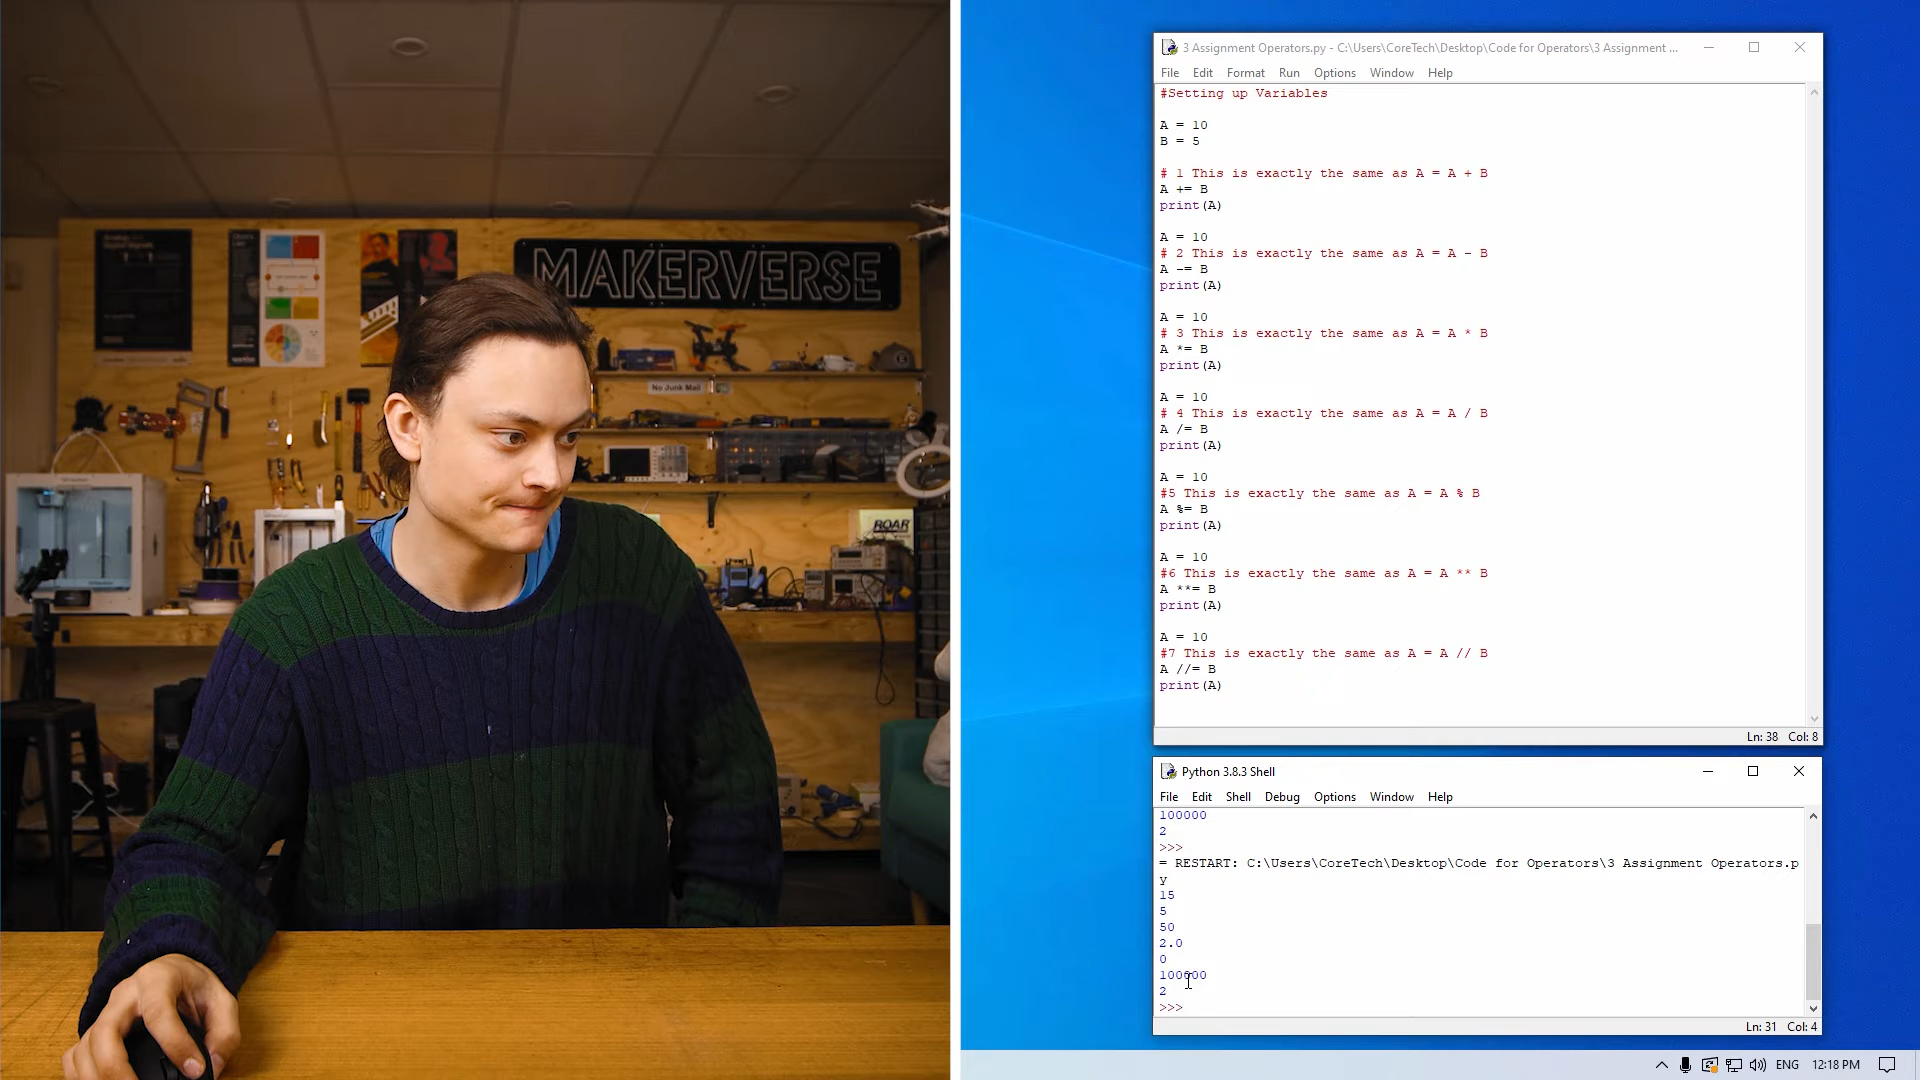 MAKERVERSE
No Junk Mail
ROAR
3 Assignment Operators.py - C:\Users\CoreTech\Desktop\Code for Operators\3 Assignment ...
File Edit Format Run Options Window Help
#Setting up Variables
A = 10
B = 5
# 1 This is exactly the same as A = A + B
A += B
print(A)
A = 10
# 2 This is exactly the same as A = A - B
A -= B
print(A)
A = 10
# 3 This is exactly the same as A = A * B
A *= B
print(A)
A = 10
# 4 This is exactly the same as A = A / B
A /= B
print(A)
A = 10
#5 This is exactly the same as A = A % B
A %= B
print(A)
A = 10
#6 This is exactly the same as A = A ** B
A **= B
print(A)
A = 10
#7 This is exactly the same as A = A // B
A //= B
print(A)
Ln: 38 Col: 8
Python 3.8.3 Shell
File Edit Shell Debug Options Window Help
100000
2
>>>
= RESTART: C:\Users\CoreTech\Desktop\Code for Operators\3 Assignment Operators.p
y
15
5
50
2.0
0
100000
2
>>>
Ln: 31 Col: 4
ENG 12:18 PM